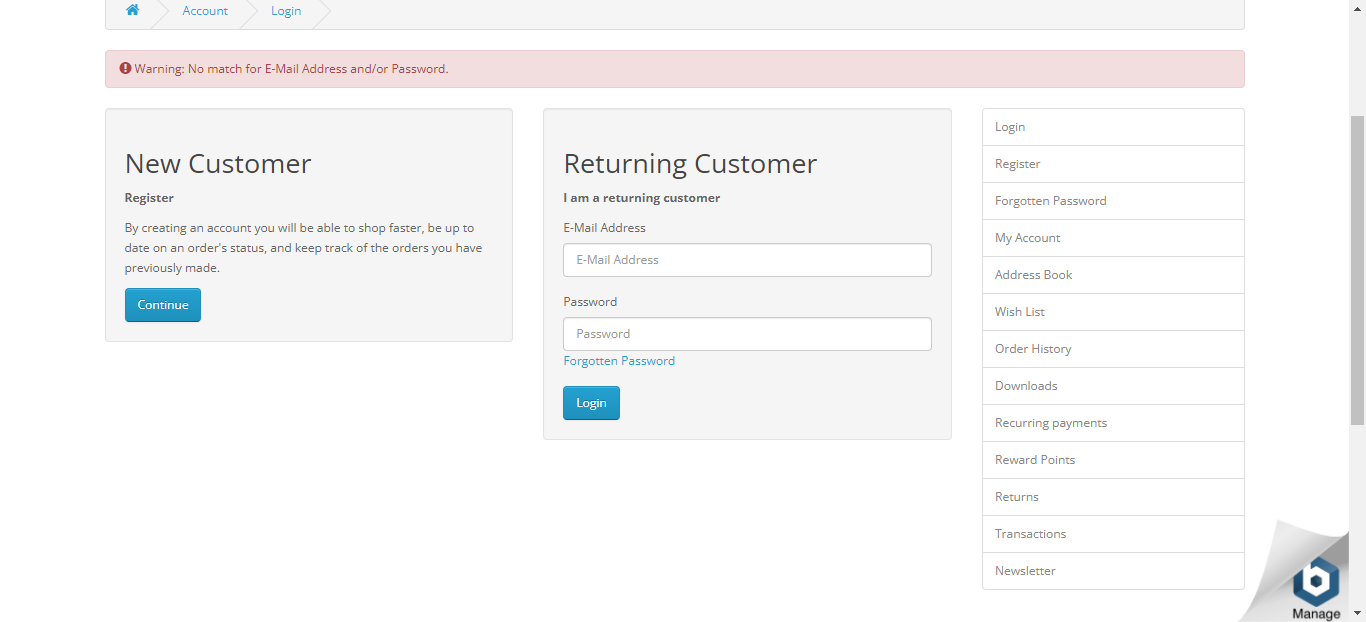 Account Login
Warning: No match for E-Mail Address and/or Password.
New Customer
Register
By creating an account you will be able to shop faster, be up to
date on an order's status, and keep track of the orders you have
previously made.
Continue
Returning Customer
I am a returning customer
E-Mail Address
E-Mail Address
Password
Password
Forgotten Password
Login
Login
Register
Forgotten Password
My Account
Address Book
Wish List
Order History
Downloads
Recurring payments
Reward Points
Returns
Transactions
Newsletter
Manage